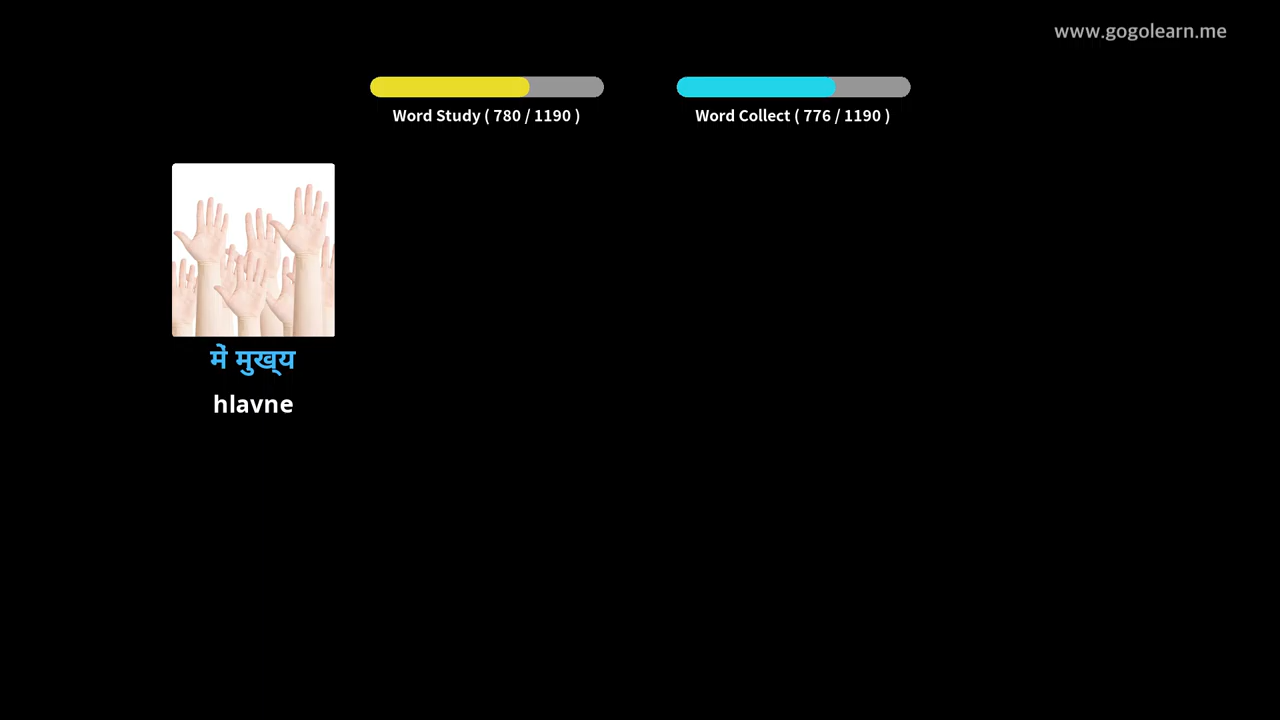 www.gogolearn.me
Word Study ( 780 / 1190 )
Word Collect ( 776 / 1190 )
में मुख्य
hlavne